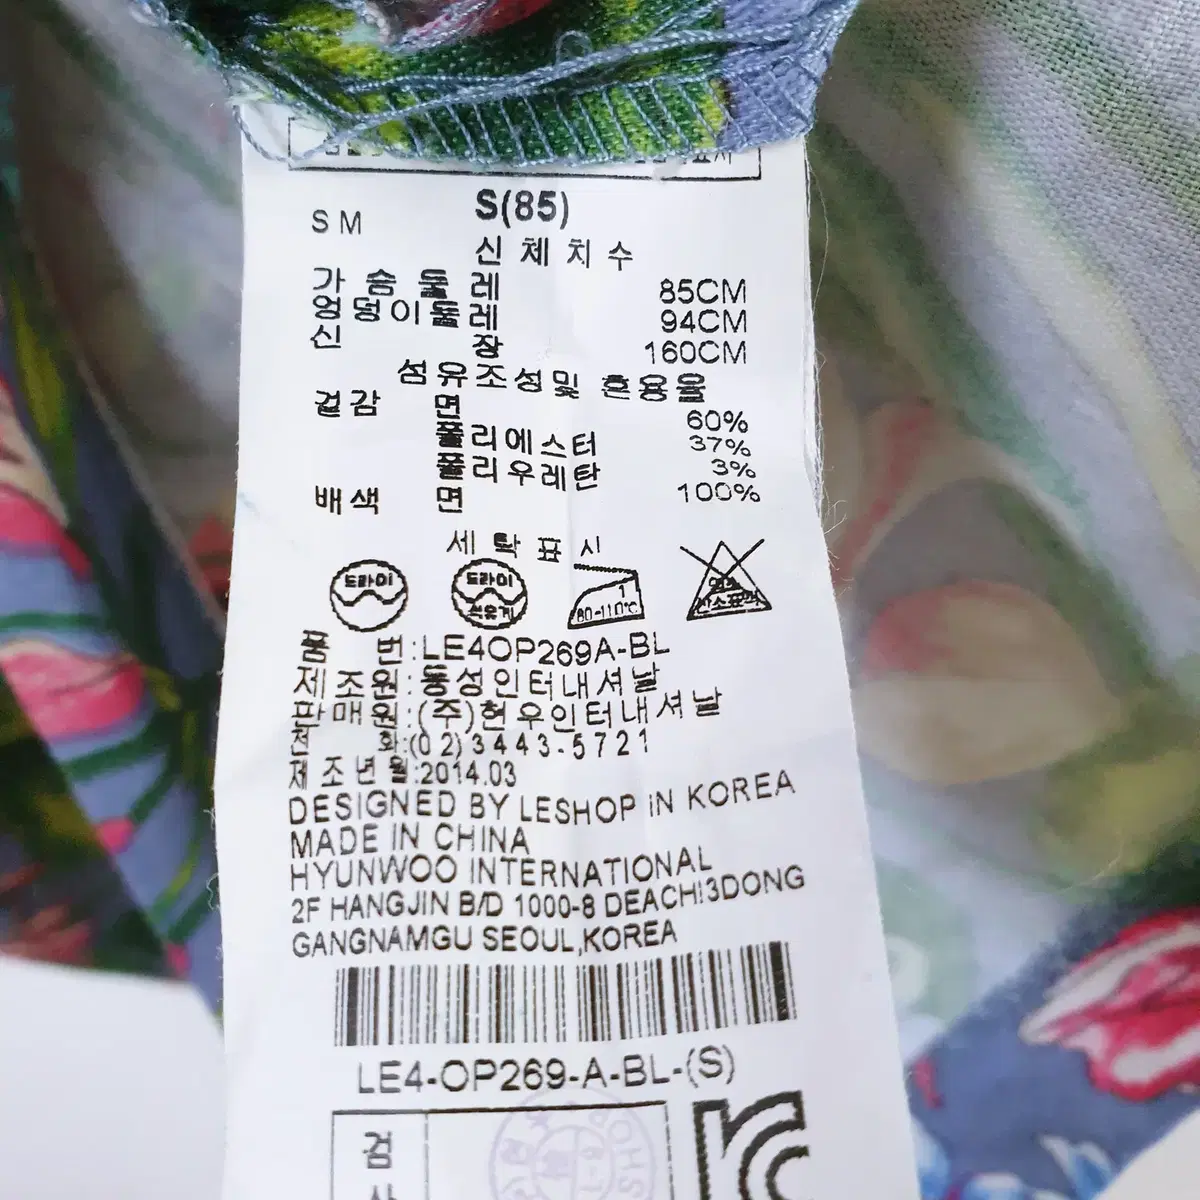 S M
S(85)
신체치수
가슴둘레 85CM
엉덩이둘레 94CM
신장 160CM
섬유조성및 혼용율
겉감 면 60%
폴리에스터 37%
폴리우레탄 3%
배색 면 100%
세탁표시
드라이
드라이
석유계
1
80-110℃
산소표백
품 번:LE4OP269A-BL
제조원:동성인터내셔날
판매원:(주)현우인터내셔날
전 화:(02)3443-5721
제조년월:2014.03
DESIGNED BY LESHOP iN KOREA
MADE IN CHINA
HYUNWOO INTERNATIONAL
2F HANGJIN B/D 1000-8 DEACHI3DONG
GANGNAMGU SEOUL,KOREA
LE4-OP269-A-BL-(S)
검